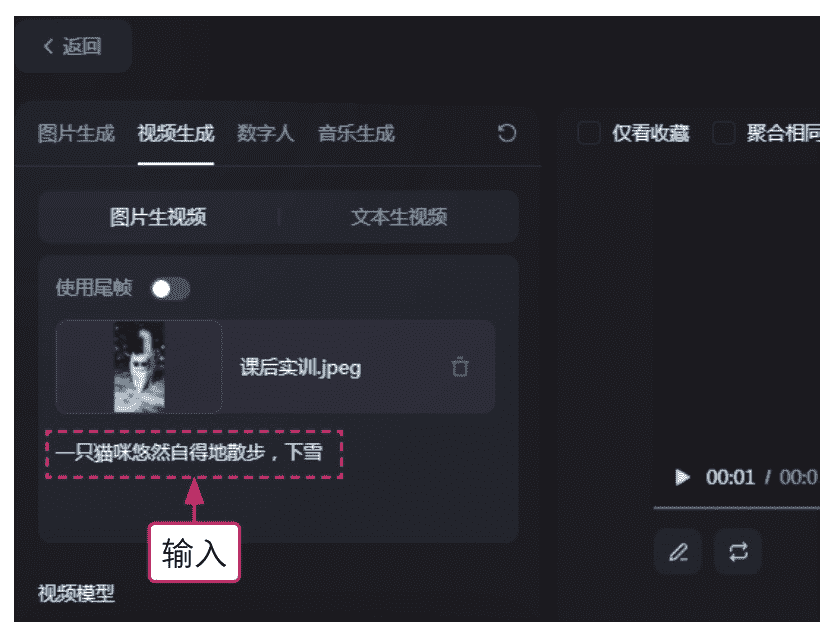 返回
图片生成 视频生成 数字人 音乐生成
仅看收藏 聚合相同
图片生视频 文本生视频
使用尾帧
课后实训.jpeg
一只猫咪悠然自得地散步，下雪
00:01 / 00:0
输入
视频模型